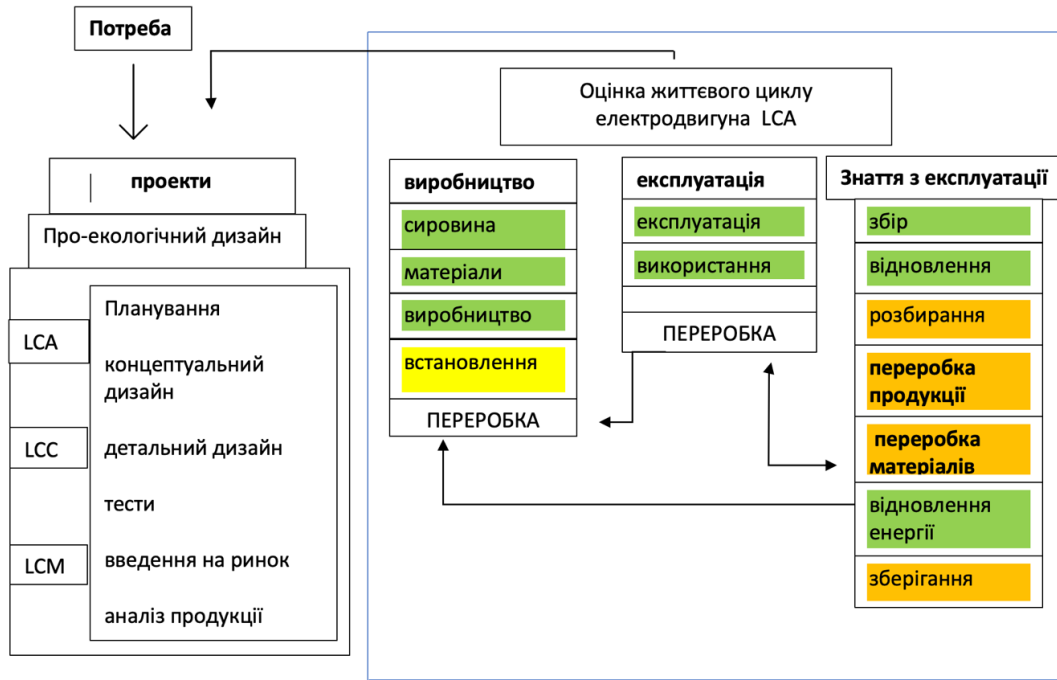 Потреба
проекти
Про-екологічний дизайн
LCA
LCC
LCM
Планування
концептуальний
дизайн
детальний дизайн
тести
введення на ринок
аналіз продукції
Оцінка життєвого циклу
електродвигуна LCA
виробництво
сировина
матеріали
виробництво
встановлення
ПЕРЕРОБКА
експлуатація
експлуатація
використання
ПЕРЕРОБКА
Знаття з експлуатації
збір
відновлення
розбирання
переробка
продукції
переробка
матеріалів
відновлення
енергії
зберігання